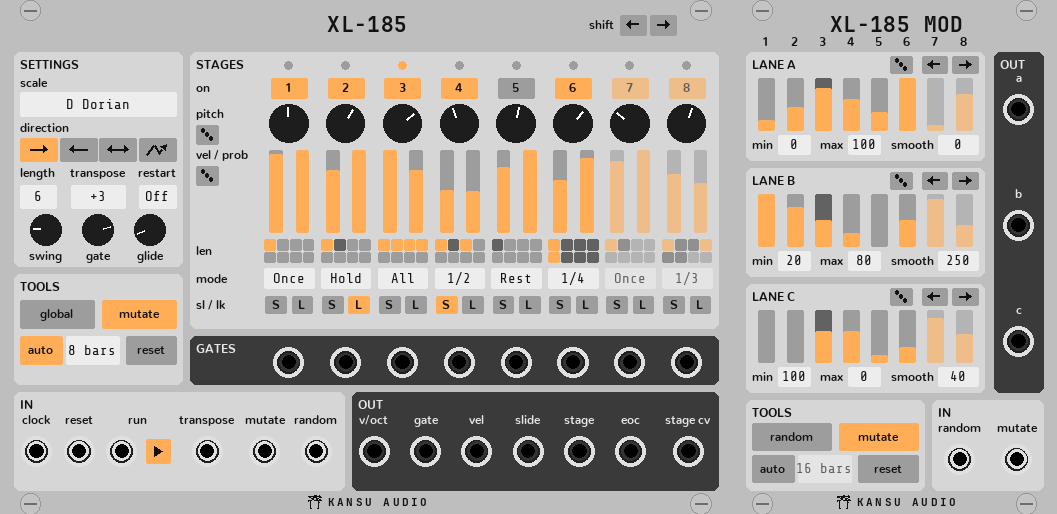 XL-185
shift
SETTINGS
scale
D Dorian
direction
length transpose restart
6 +3 Off
swing gate glide
TOOLS
global mutate
auto 8 bars reset
STAGES
on 1 2 3 4 5 6 7 8
pitch
vel / prob
len
mode Once Hold All 1/2 Rest 1/4 Once 1/3
sl / lk S L S L S L S L S L S L S L S L
GATES
IN
clock reset run transpose mutate random
OUT
v/oct gate vel slide stage eoc stage cv
KANSU AUDIO
XL-185 MOD
1 2 3 4 5 6 7 8
LANE A
min 0 max 100 smooth 0
LANE B
min 20 max 80 smooth 250
LANE C
min 100 max 0 smooth 40
OUT
a
b
c
TOOLS
random mutate
auto 16 bars reset
IN
random mutate
KANSU AUDIO